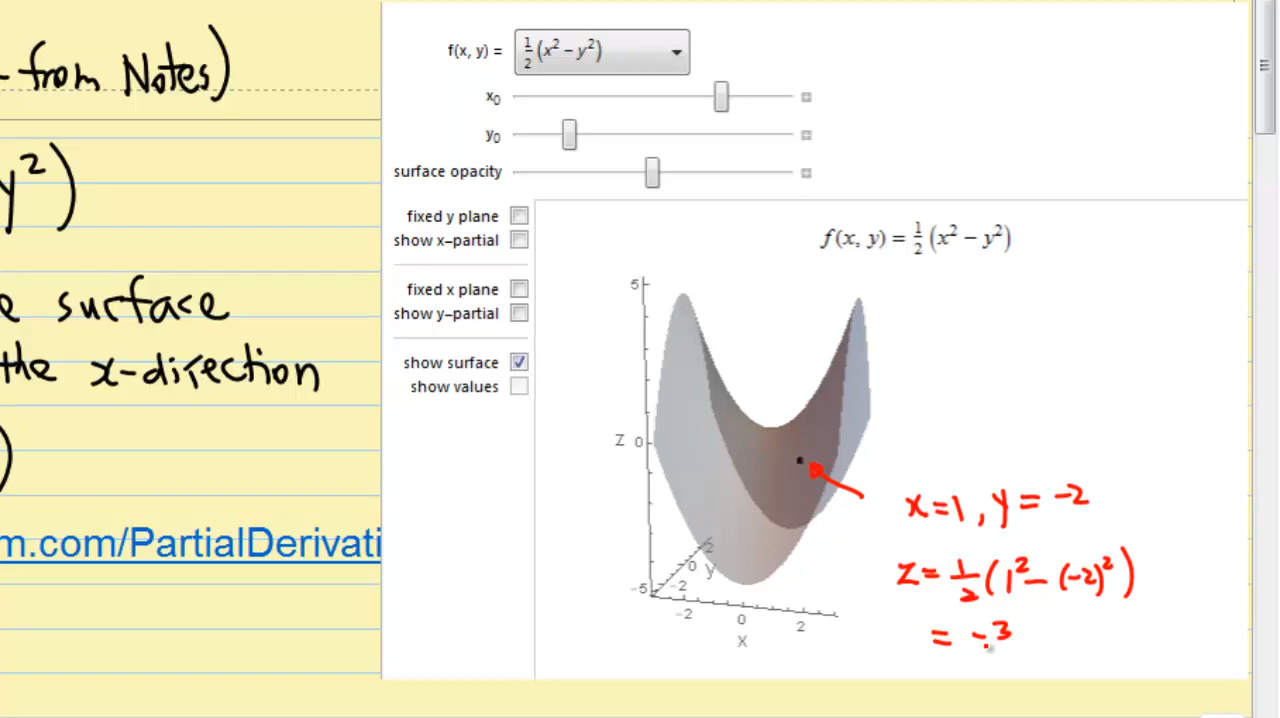 -from Notes)
y²)
e surface
the x-direction
)
m.com/PartialDerivati
f(x, y) = 1/2 (x² − y²)
x₀
y₀
surface opacity
fixed y plane
show x-partial
fixed x plane
show y-partial
show surface
show values
f(x, y) = 1/2 (x² − y²)
5
z 0
-5
-2 0 2
y
-2 0 2
x
x=1, y = -2
z = 1/2 (1² - (-2)²)
= -3